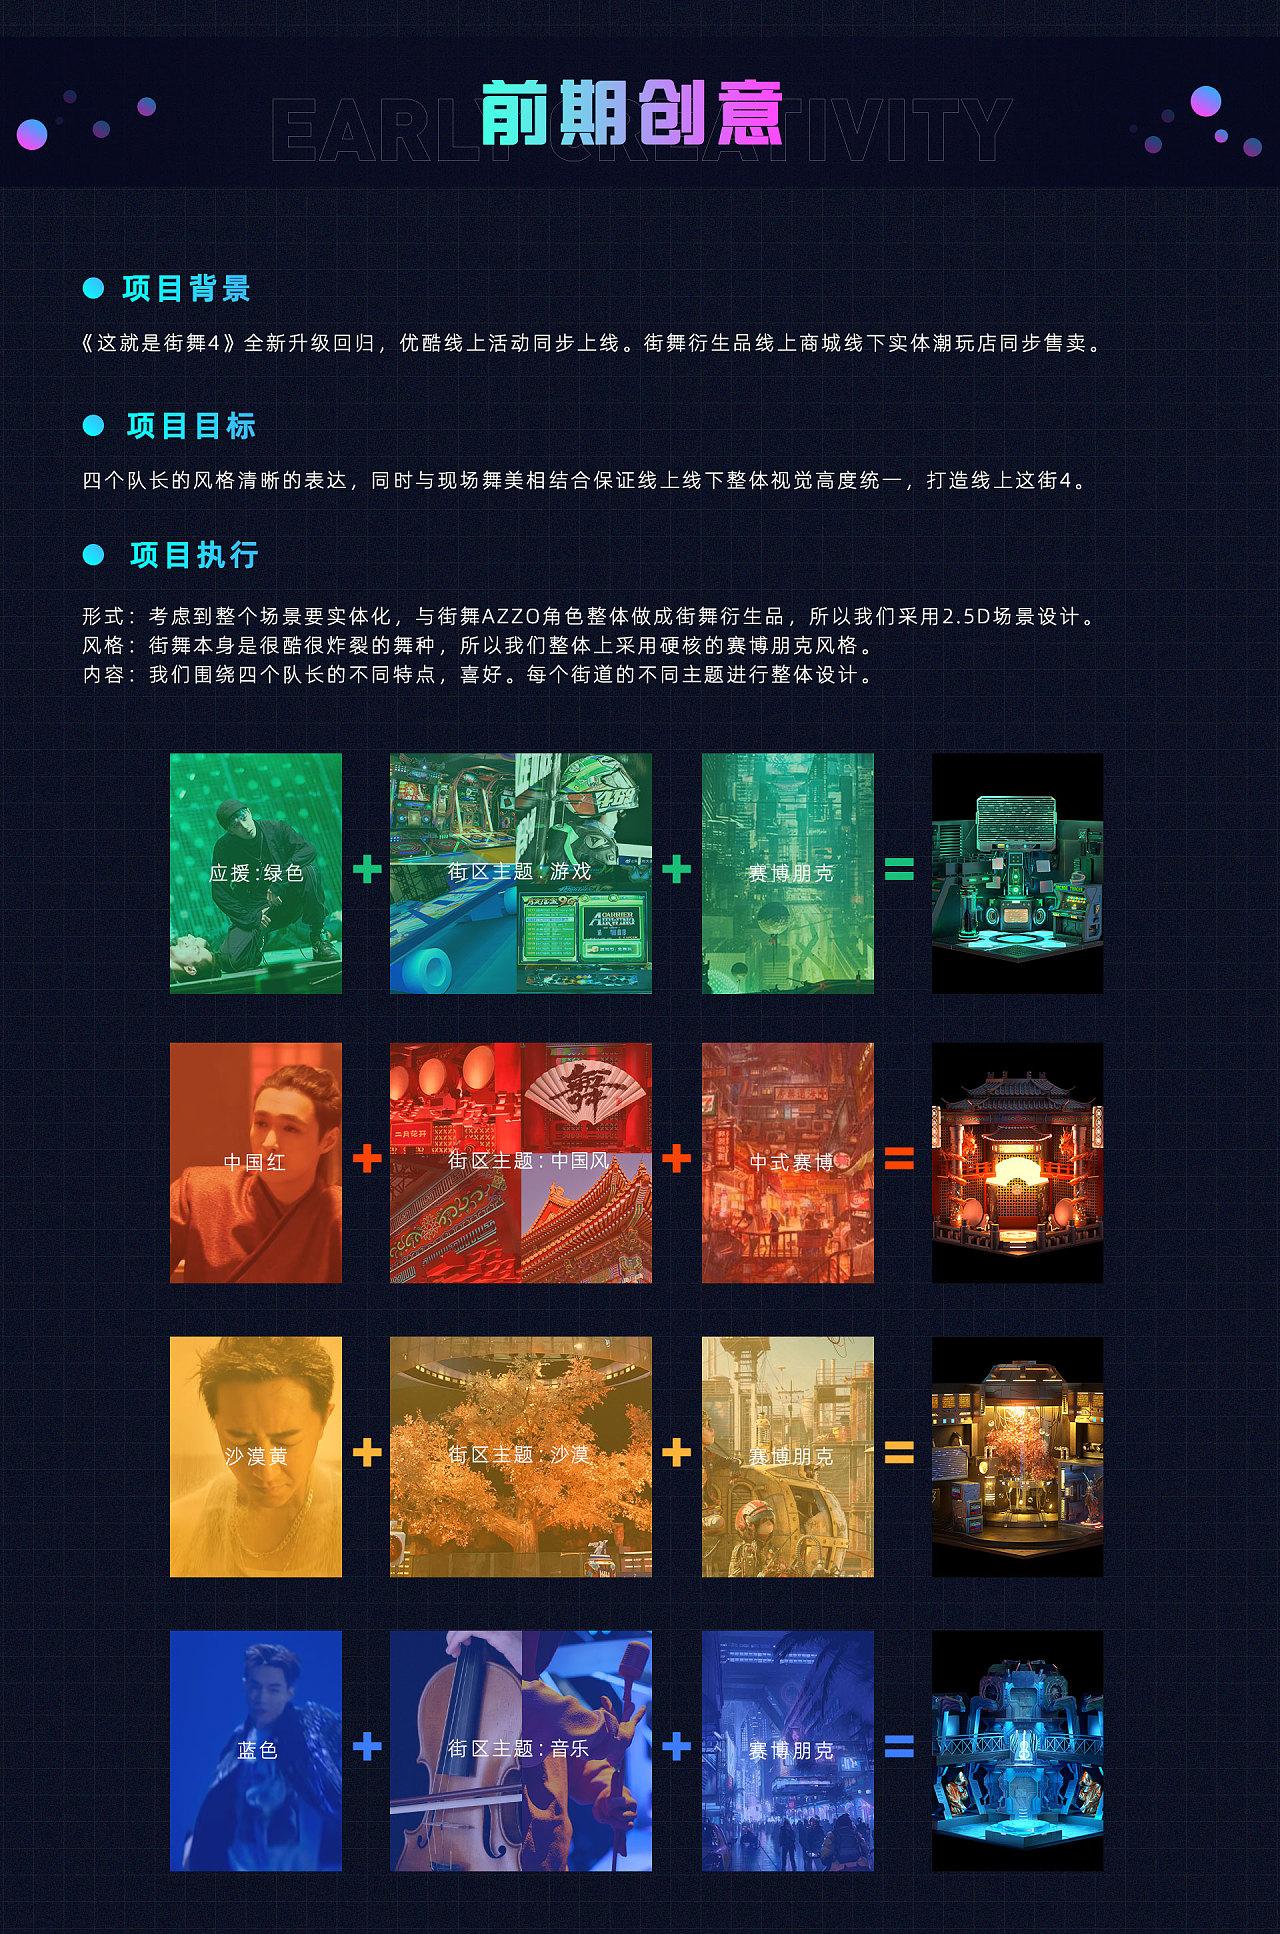 EARLY CREATIVITY
前期创意
项目背景
《这就是街舞4》全新升级回归，优酷线上活动同步上线。街舞衍生品线上商城线下实体潮玩店同步售卖。
项目目标
四个队长的风格清晰的表达，同时与现场舞美相结合保证线上线下整体视觉高度统一，打造线上这街4。
项目执行
形式：考虑到整个场景要实体化，与街舞AZZO角色整体做成街舞衍生品，所以我们采用2.5D场景设计。
风格：街舞本身是很酷很炸裂的舞种，所以我们整体上采用硬核的赛博朋克风格。
内容：我们围绕四个队长的不同特点，喜好。每个街道的不同主题进行整体设计。
应援:绿色
+
街区主题:游戏
+
赛博朋克
=
舞
二月花开
中国红
+
街区主题:中国风
+
中式赛博
=
沙漠黄
+
街区主题:沙漠
+
赛博朋克
=
蓝色
+
街区主题:音乐
+
赛博朋克
=